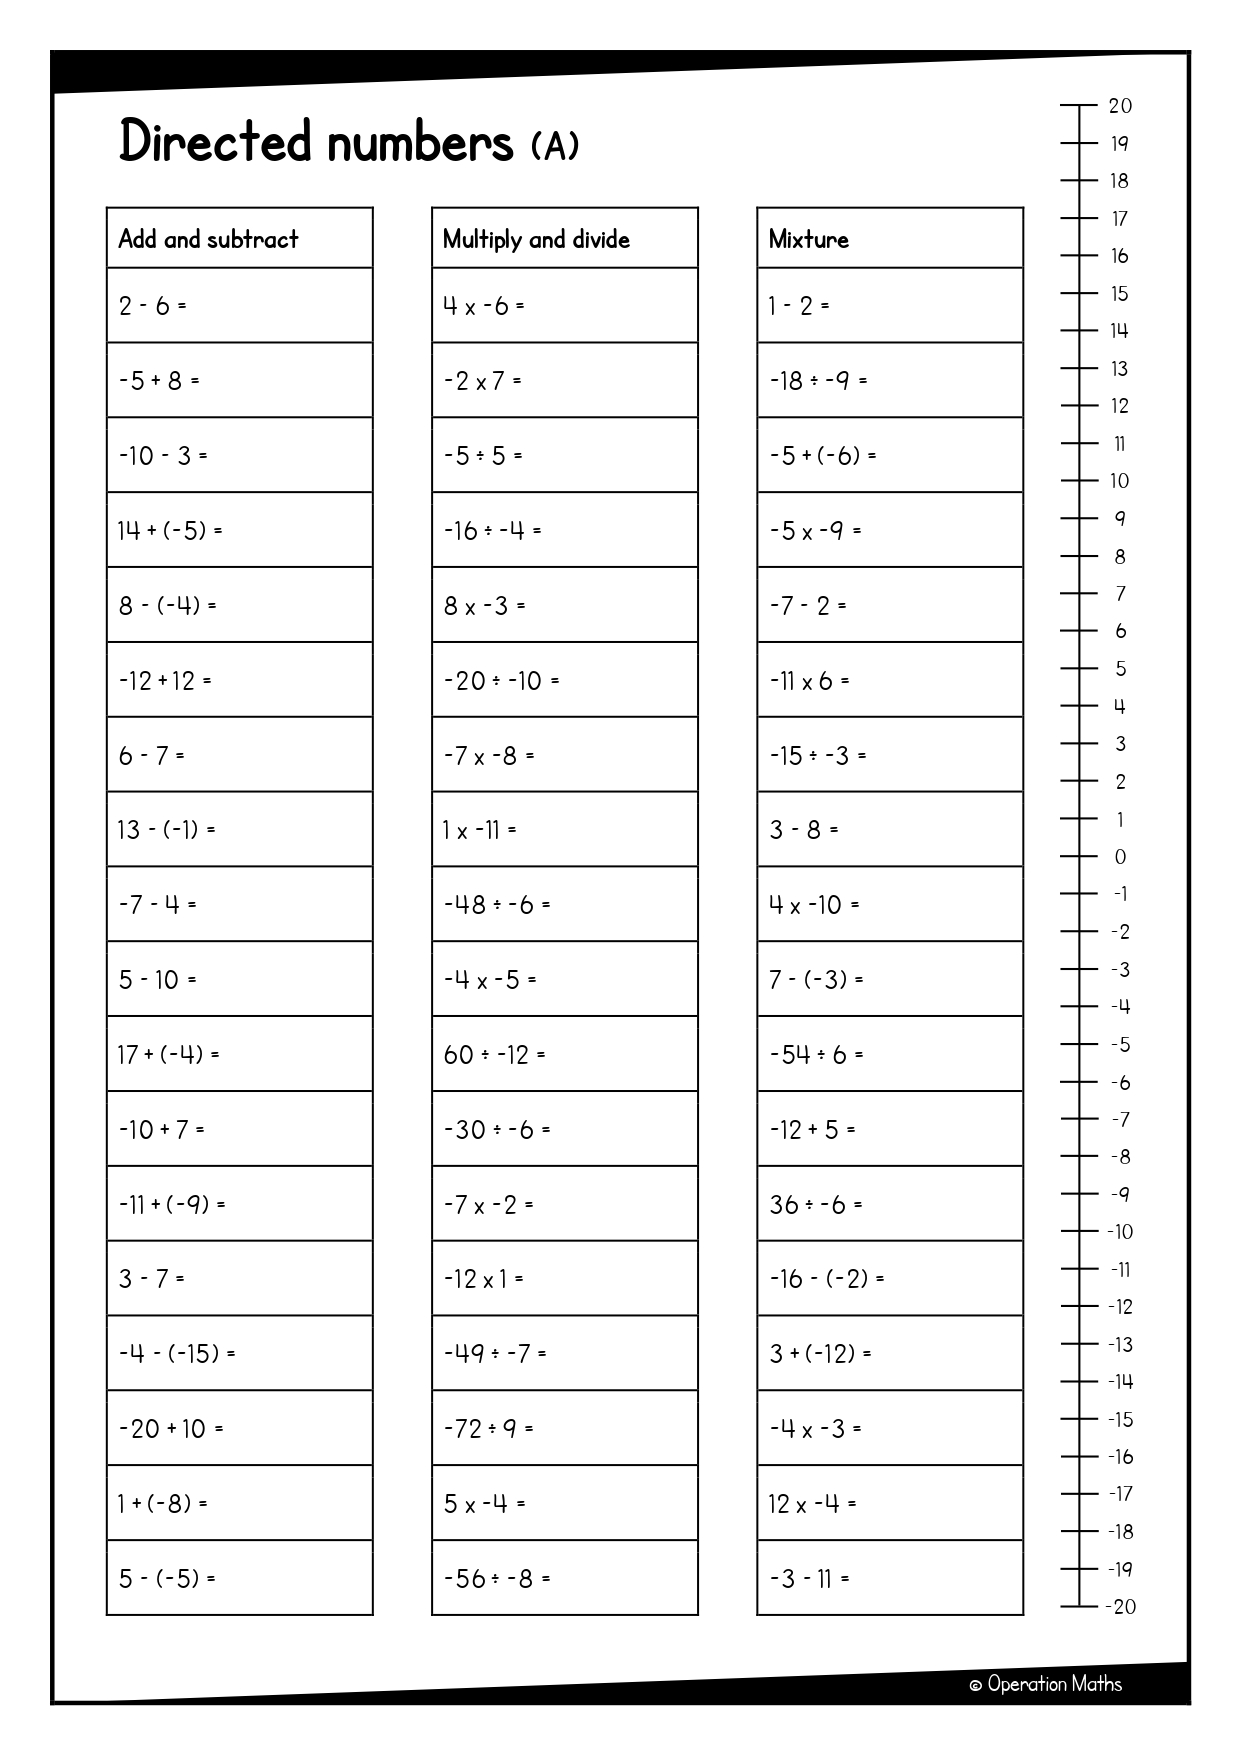 Directed numbers (A)
Add and subtract
2 - 6 =
-5 + 8 =
-10 - 3 =
14 + (-5) =
8 - (-4) =
-12 + 12 =
6 - 7 =
13 - (-1) =
-7 - 4 =
5 - 10 =
17 + (-4) =
-10 + 7 =
-11 + (-9) =
3 - 7 =
-4 - (-15) =
-20 + 10 =
1 + (-8) =
5 - (-5) =
Multiply and divide
4 x -6 =
-2 x 7 =
-5 ÷ 5 =
-16 ÷ -4 =
8 x -3 =
-20 ÷ -10 =
-7 x -8 =
1 x -11 =
-48 ÷ -6 =
-4 x -5 =
60 ÷ -12 =
-30 ÷ -6 =
-7 x -2 =
-12 x 1 =
-49 ÷ -7 =
-72 ÷ 9 =
5 x -4 =
-56 ÷ -8 =
Mixture
1 - 2 =
-18 ÷ -9 =
-5 + (-6) =
-5 x -9 =
-7 - 2 =
-11 x 6 =
-15 ÷ -3 =
3 - 8 =
4 x -10 =
7 - (-3) =
-54 ÷ 6 =
-12 + 5 =
36 ÷ -6 =
-16 - (-2) =
3 + (-12) =
-4 x -3 =
12 x -4 =
-3 - 11 =
20
19
18
17
16
15
14
13
12
11
10
9
8
7
6
5
4
3
2
1
0
-1
-2
-3
-4
-5
-6
-7
-8
-9
-10
-11
-12
-13
-14
-15
-16
-17
-18
-19
-20
© Operation Maths